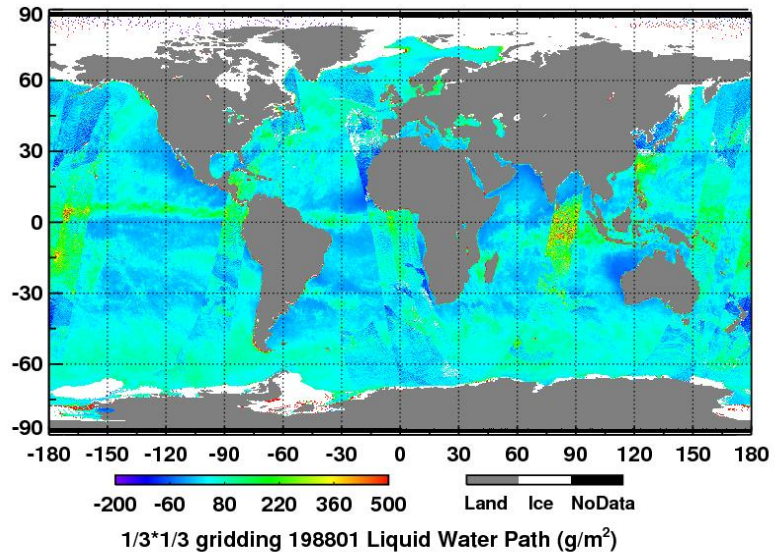 90
60
30
0
-30
-60
-90
-180 -150 -120 -90 -60 -30 0 30 60 90 120 150 180
-200 -60 80 220 360 500 Land Ice NoData
1/3*1/3 gridding 198801 Liquid Water Path (g/m²)